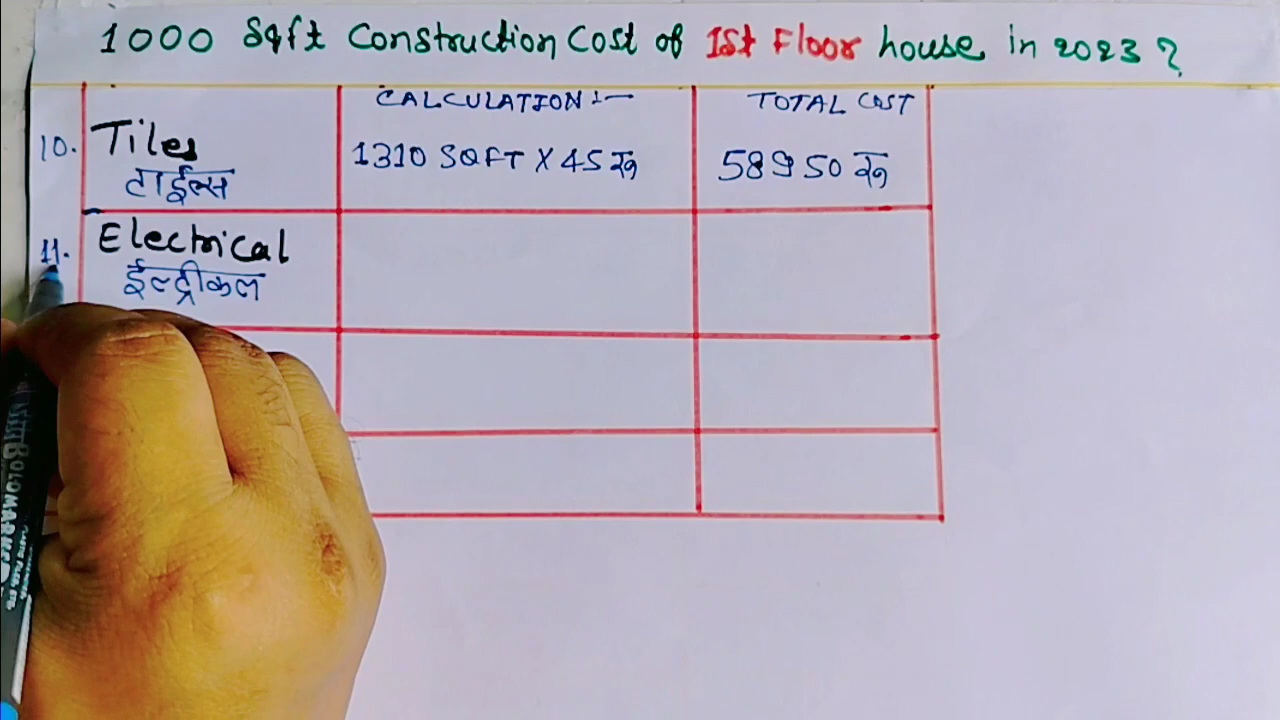 1000 Sqft Construction Cost of 1st Floor house in 2023 ?
CALCULATION :—
TOTAL COST
10. Tiles
टाईल्स
1310 SQFT X 45 रु
58950 रु
11. Electrical
ईल्ट्रीकल